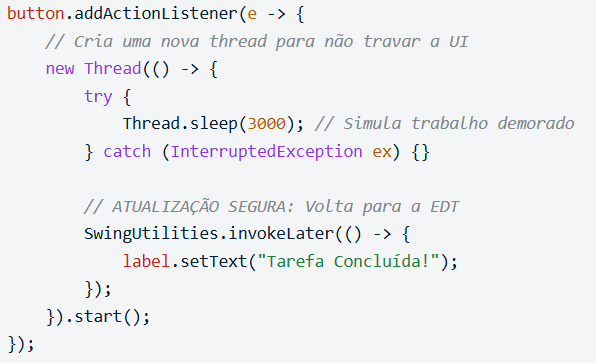 button.addActionListener(e -> {
    // Cria uma nova thread para não travar a UI
    new Thread(() -> {
        try {
            Thread.sleep(3000); // Simula trabalho demorado
        } catch (InterruptedException ex) {}

        // ATUALIZAÇÃO SEGURA: Volta para a EDT
        SwingUtilities.invokeLater(() -> {
            label.setText("Tarefa Concluída!");
        });
    }).start();
});